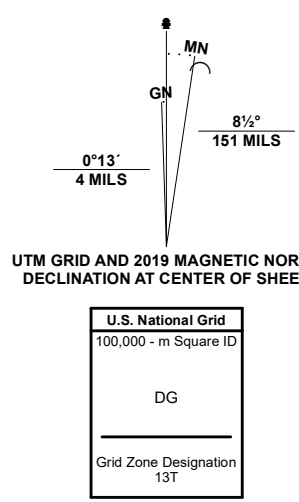 MN
GN
8½°
151 MILS
0°13´
4 MILS
UTM GRID AND 2019 MAGNETIC NOR
DECLINATION AT CENTER OF SHEE
U.S. National Grid
100,000 - m Square ID
DG
Grid Zone Designation
13T